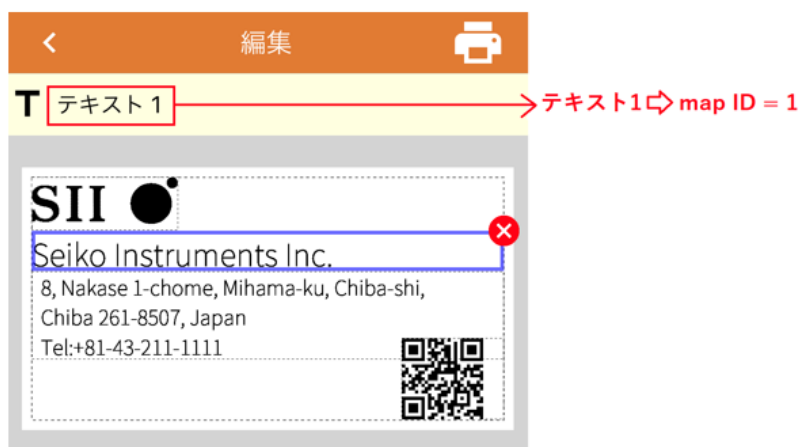 編集
T テキスト 1
テキスト1 ⇨ map ID = 1
SII
Seiko Instruments Inc.
8, Nakase 1-chome, Mihama-ku, Chiba-shi,
Chiba 261-8507, Japan
Tel:+81-43-211-1111